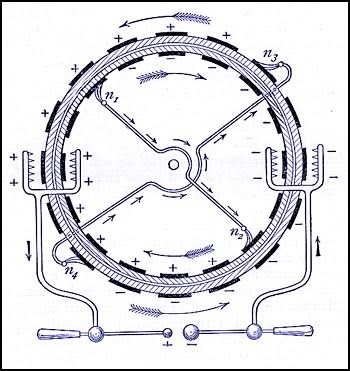 n₃
n₁
n₂
n₄
+ −